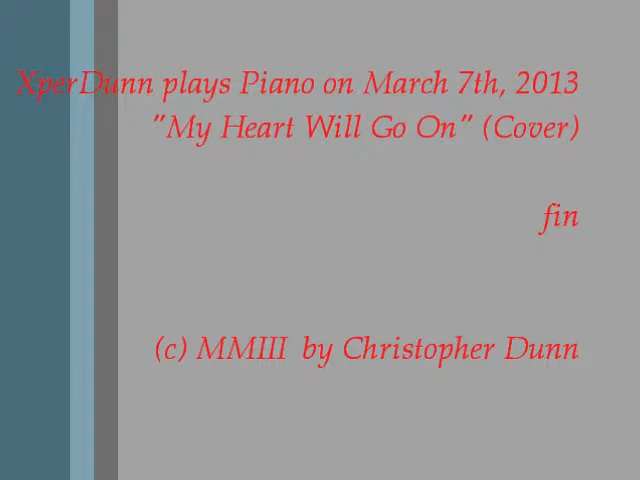 XperDunn plays Piano on March 7th, 2013
"My Heart Will Go On" (Cover)
fin
(c) MMIII by Christopher Dunn